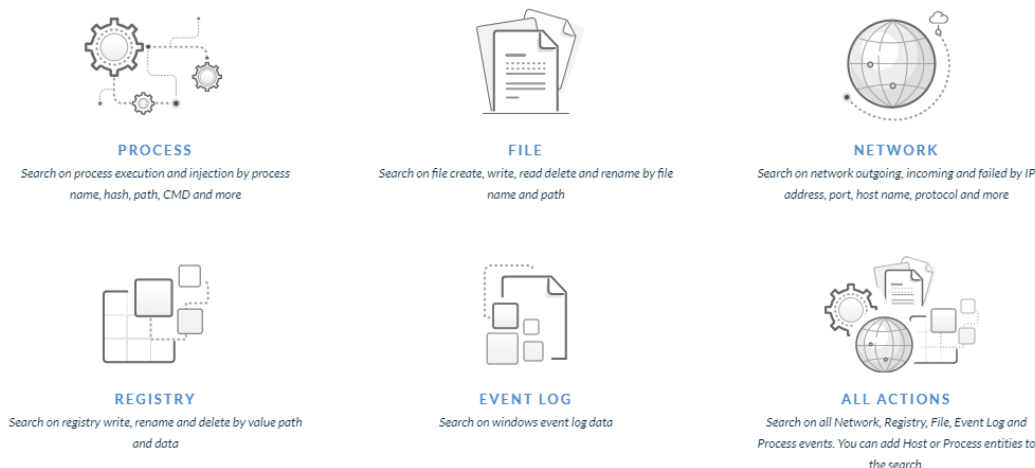 PROCESS
Search on process execution and injection by process
name, hash, path, CMD and more
FILE
Search on file create, write, read delete and rename by file
name and path
NETWORK
Search on network outgoing, incoming and failed by IP
address, port, host name, protocol and more
REGISTRY
Search on registry write, rename and delete by value path
and data
EVENT LOG
Search on windows event log data
ALL ACTIONS
Search on all Network, Registry, File, Event Log and
Process events. You can add Host or Process entities to
the search.